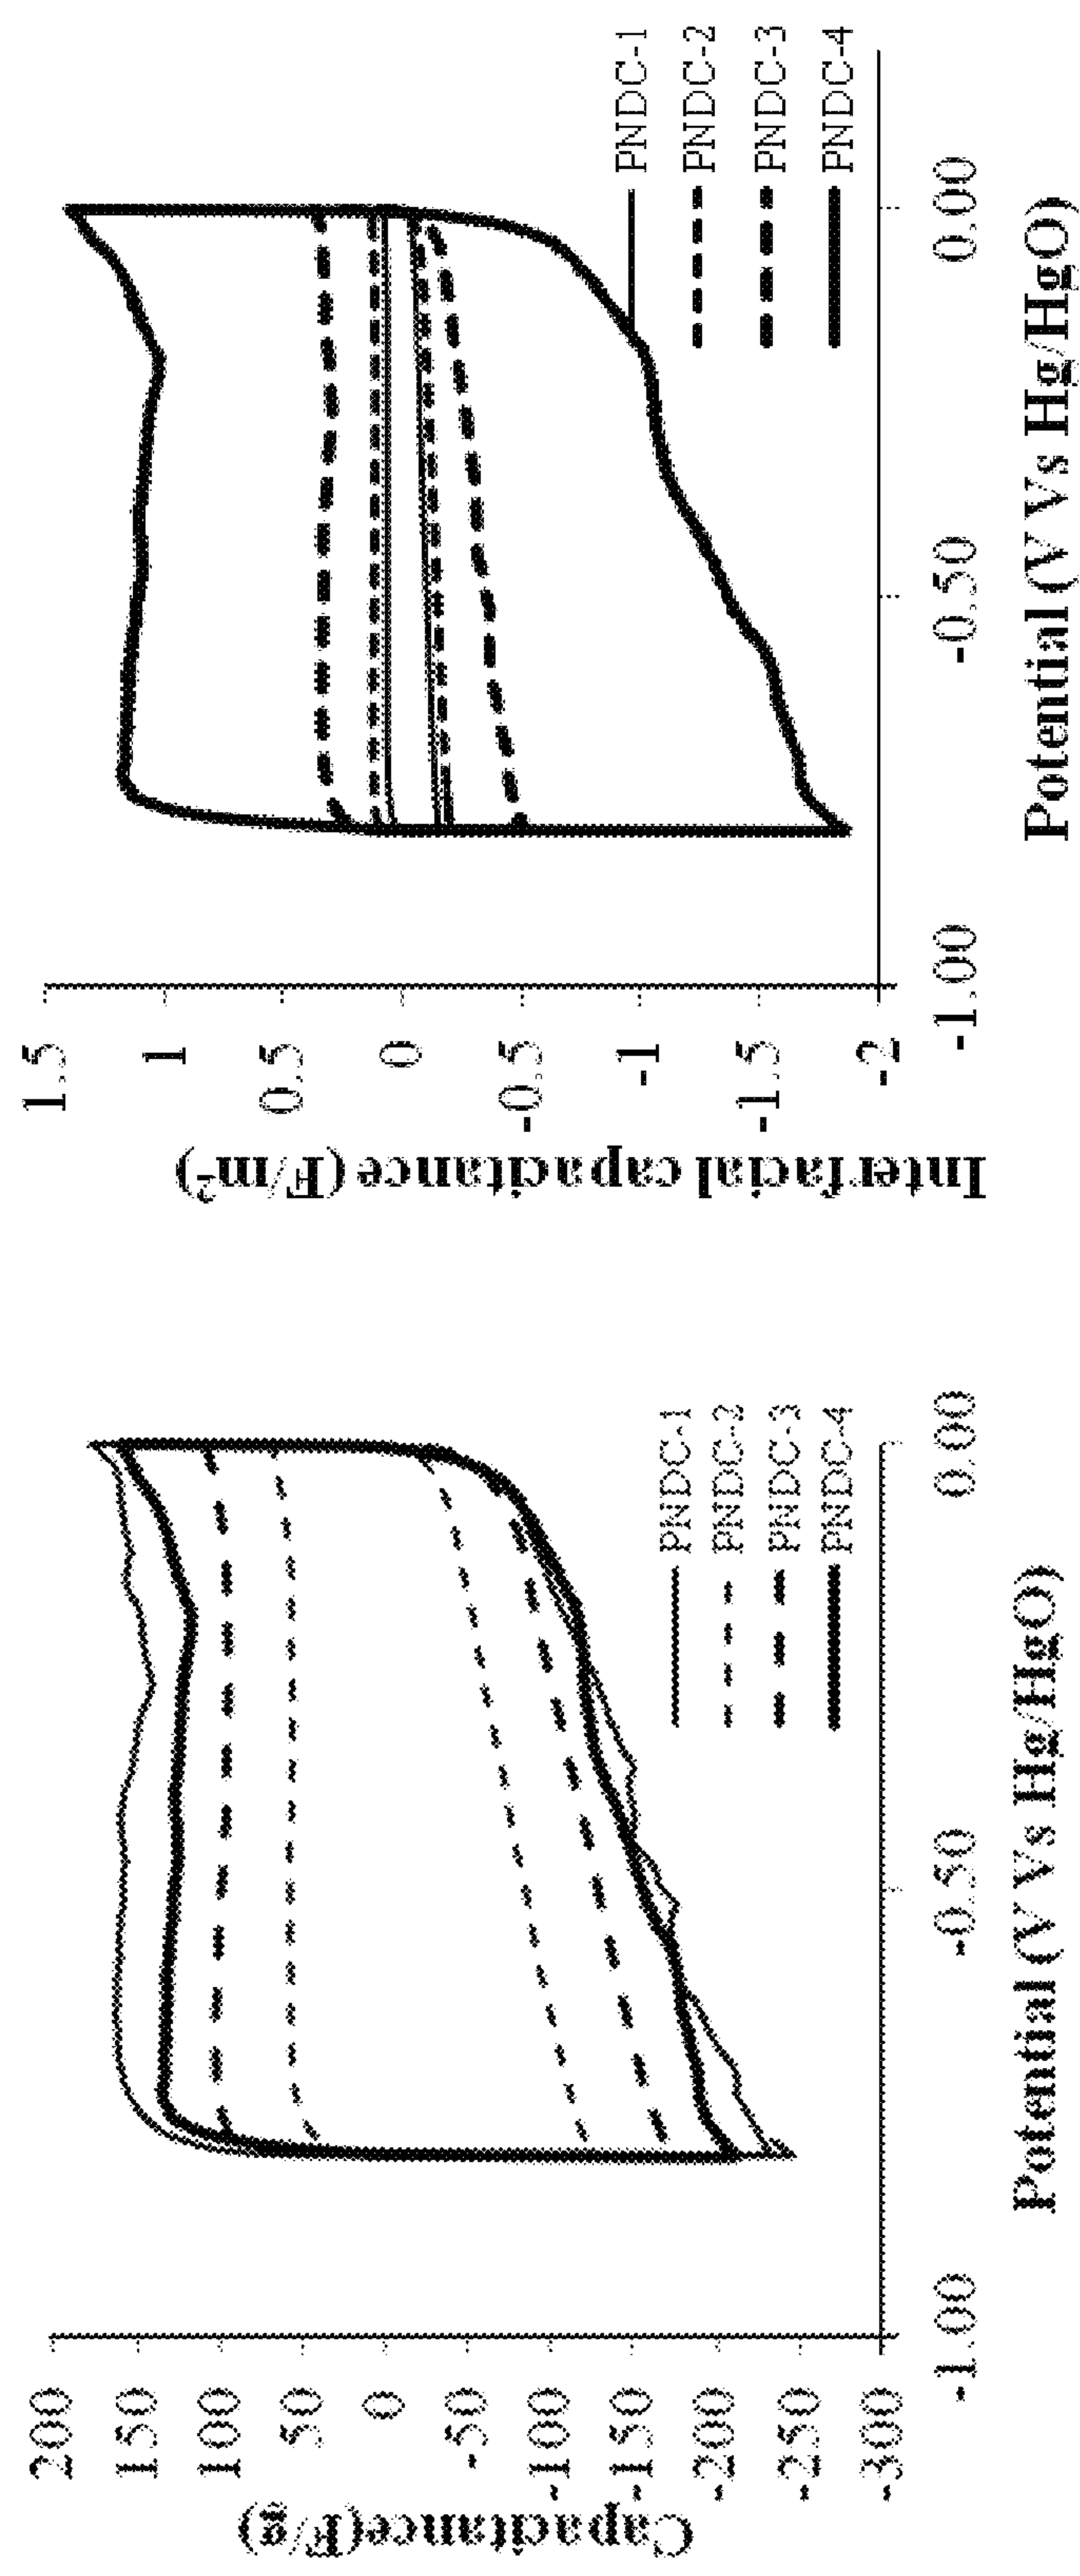 Capacitance(F/g)
200
150
100
50
0
-50
-100
-150
-200
-250
-300
-1.00
-0.50
0.00
Potential (V Vs Hg/HgO)
PNDC-1
PNDC-2
PNDC-3
PNDC-4
Interfacial capacitance (F/m²)
1.5
1
0.5
0
-0.5
-1
-1.5
-2
-1.00
-0.50
0.00
Potential (V Vs Hg/HgO)
PNDC-1
PNDC-2
PNDC-3
PNDC-4